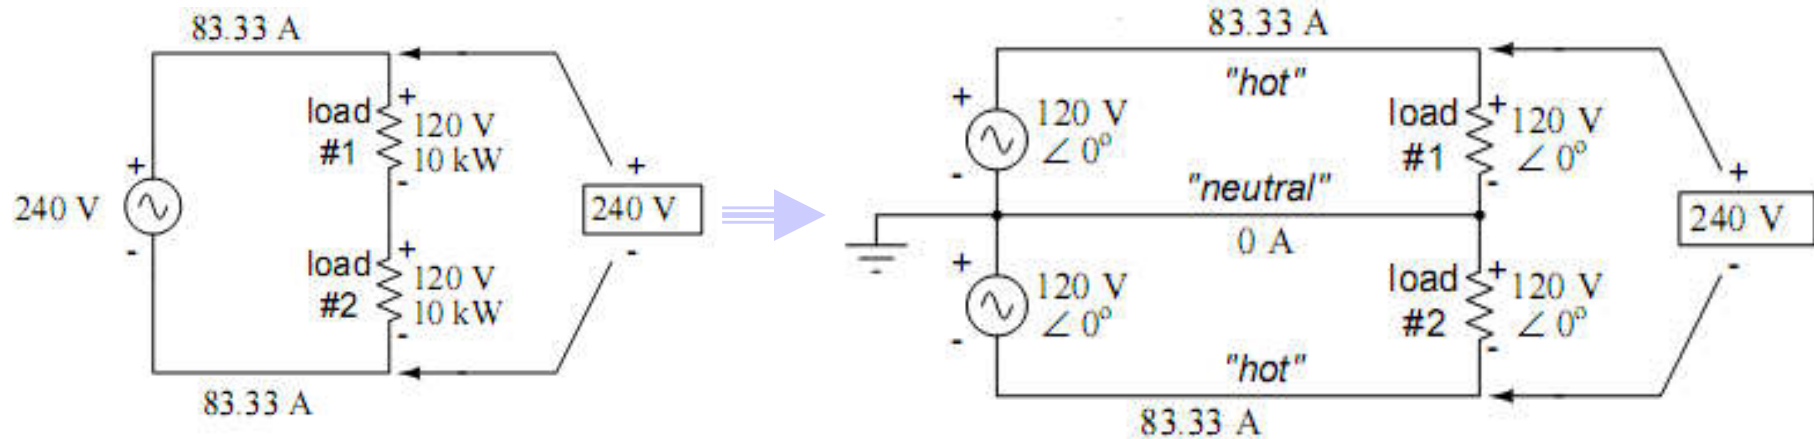 83.33 A
+
load
#1
+
120 V
10 kW
-
240 V
+
-
load
#2
+
120 V
10 kW
-
+
240 V
-
83.33 A
83.33 A
"hot"
+
120 V
∠ 0°
-
load
#1
+
120 V
∠ 0°
-
"neutral"
0 A
+
120 V
∠ 0°
-
load
#2
+
120 V
∠ 0°
-
+
240 V
-
"hot"
83.33 A